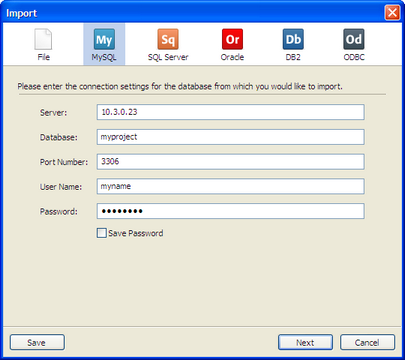 Import
My Sq Or Db Od
File MySQL SQL Server Oracle DB2 ODBC
Please enter the connection settings for the database from which you would like to import.
Server: 10.3.0.23
Database: myproject
Port Number: 3306
User Name: myname
Password: ●●●●●●●●
Save Password
Save Next Cancel